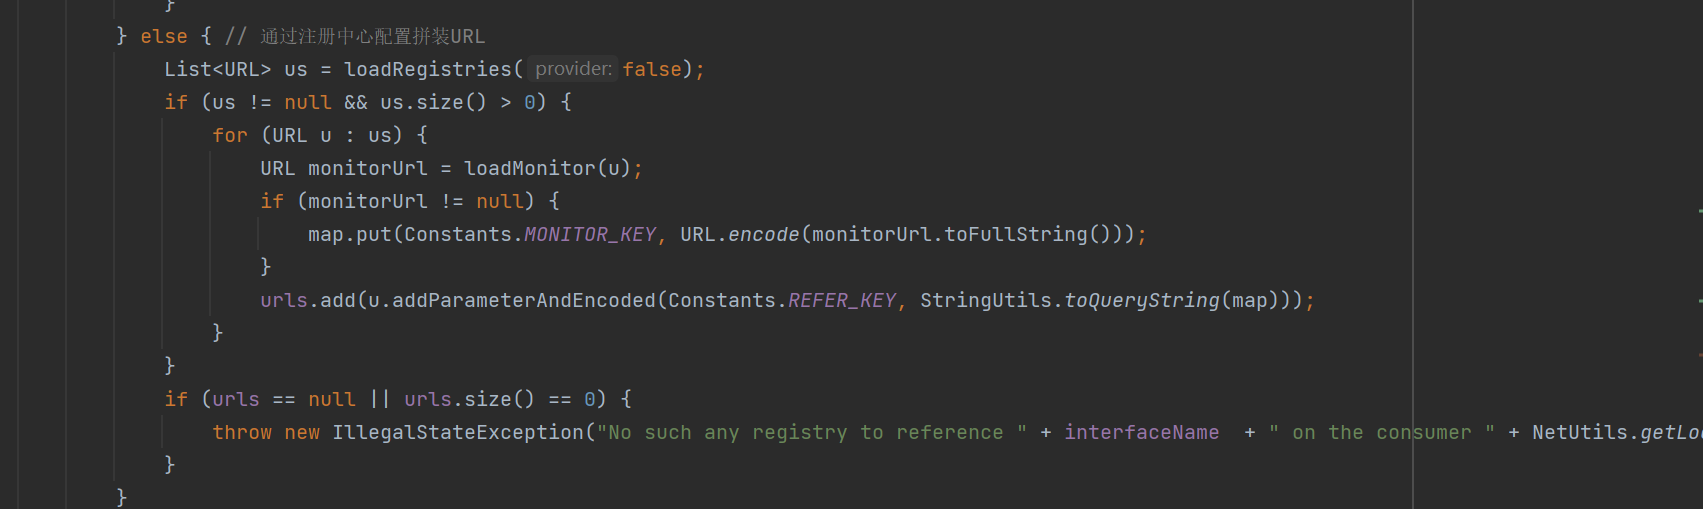 }
} else { // 通过注册中心配置拼装URL
List<URL> us = loadRegistries( provider: false);
if (us != null && us.size() > 0) {
for (URL u : us) {
URL monitorUrl = loadMonitor(u);
if (monitorUrl != null) {
map.put(Constants.MONITOR_KEY, URL.encode(monitorUrl.toFullString()));
}
urls.add(u.addParameterAndEncoded(Constants.REFER_KEY, StringUtils.toQueryString(map)));
}
}
if (urls == null || urls.size() == 0) {
throw new IllegalStateException("No such any registry to reference " + interfaceName  + " on the consumer " + NetUtils.getLo
}
}